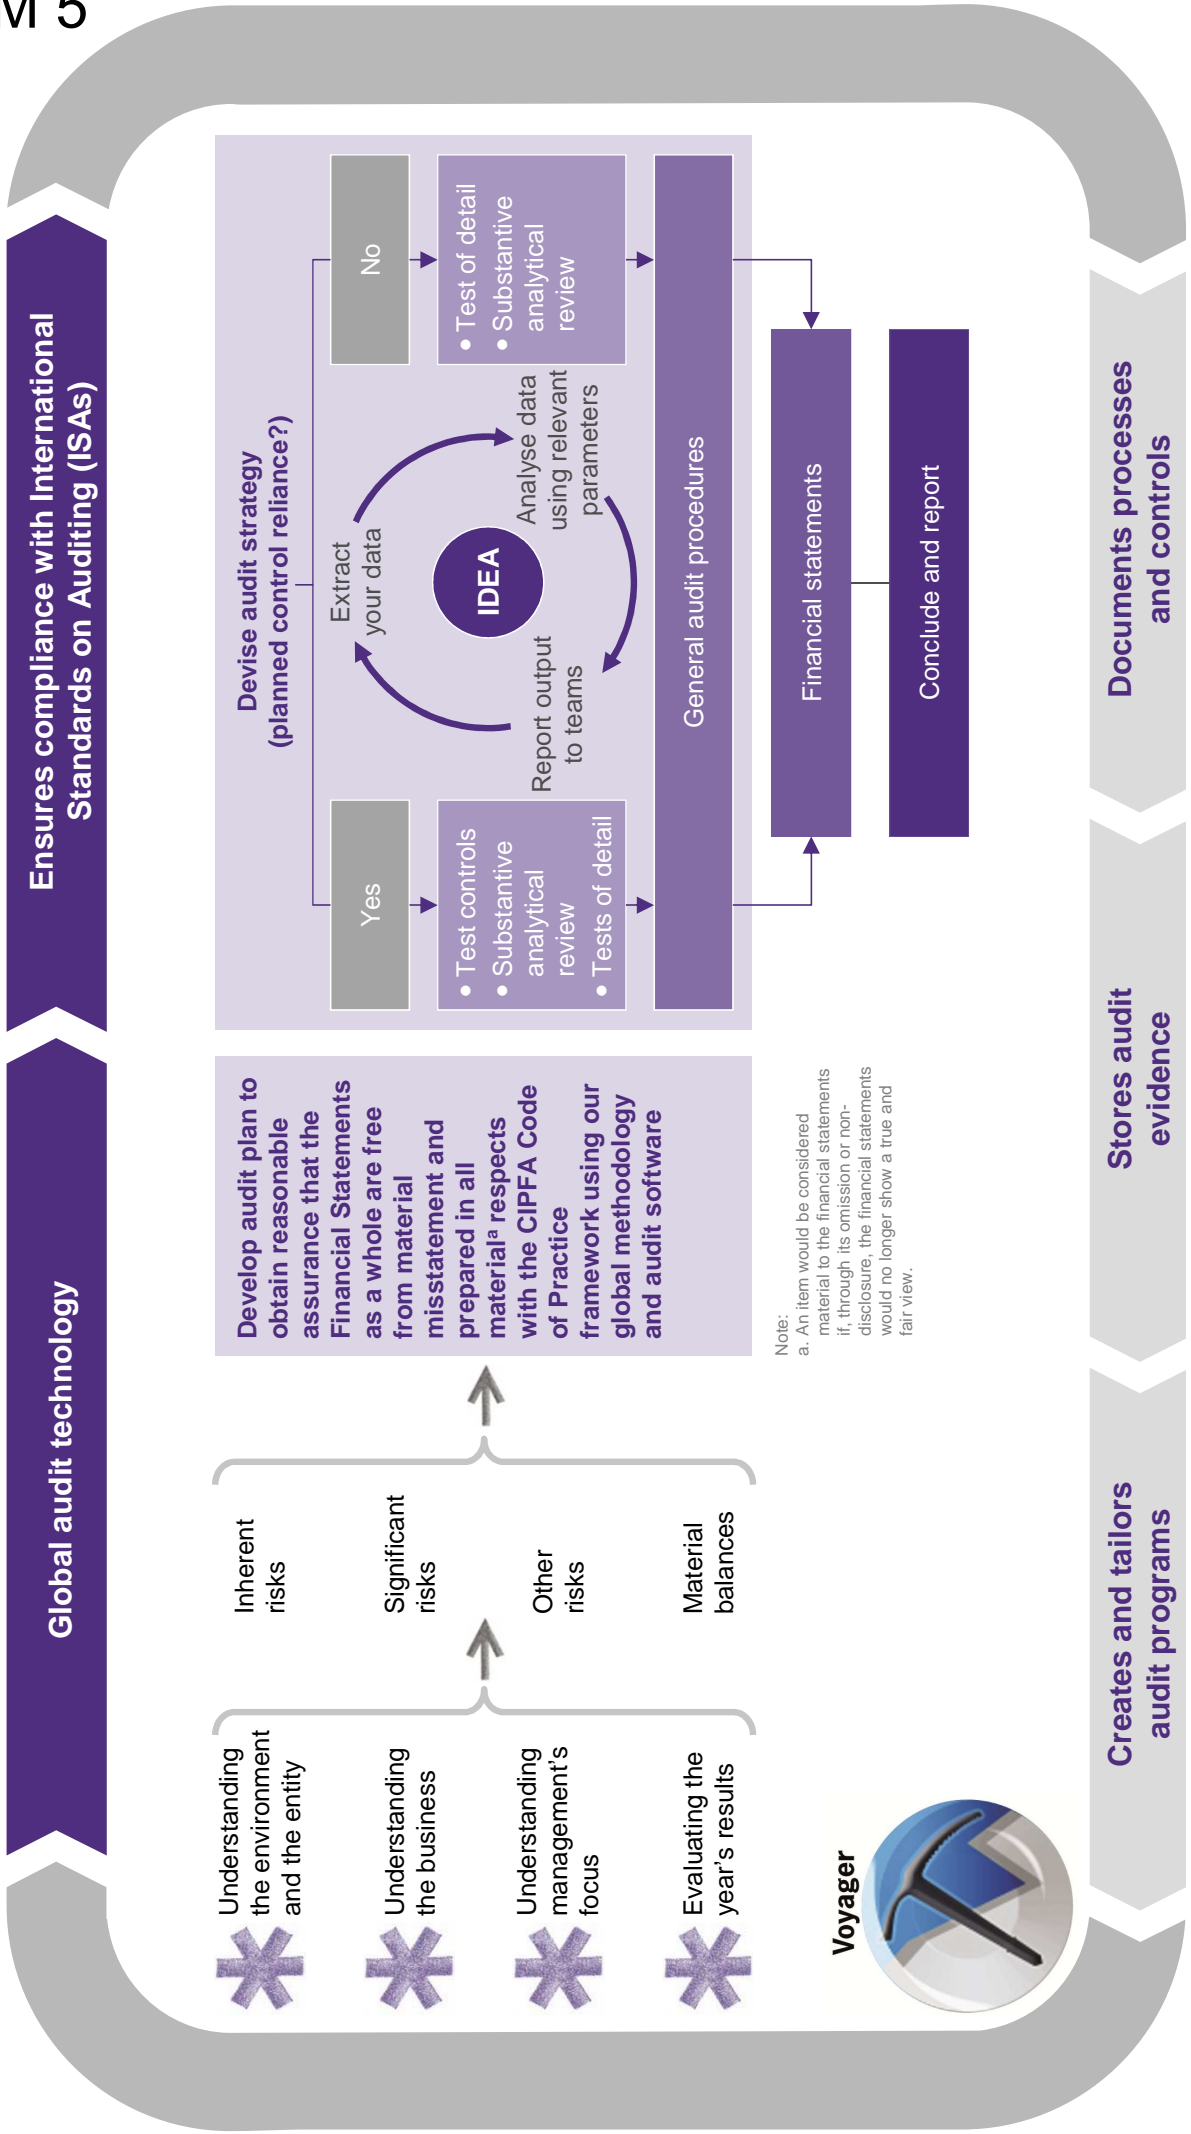 M 5
Global audit technology
Ensures compliance with International
Standards on Auditing (ISAs)
Understanding
the environment
and the entity
Understanding
the business
Understanding
management's
focus
Evaluating the
year's results
Inherent
risks
Significant
risks
Other
risks
Material
balances
Develop audit plan to
obtain reasonable
assurance that the
Financial Statements
as a whole are free
from material
misstatement and
prepared in all
materialᵃ respects
with the CIPFA Code
of Practice
framework using our
global methodology
and audit software
Note:
a. An item would be considered
material to the financial statements
if, through its omission or non-
disclosure, the financial statements
would no longer show a true and
fair view.
Devise audit strategy
(planned control reliance?)
Yes
• Test controls
• Substantive
analytical
review
• Tests of detail
Extract
your data
IDEA
Report output
to teams
Analyse data
using relevant
parameters
No
• Test of detail
• Substantive
analytical
review
General audit procedures
Financial statements
Conclude and report
Voyager
Creates and tailors
audit programs
Stores audit
evidence
Documents processes
and controls